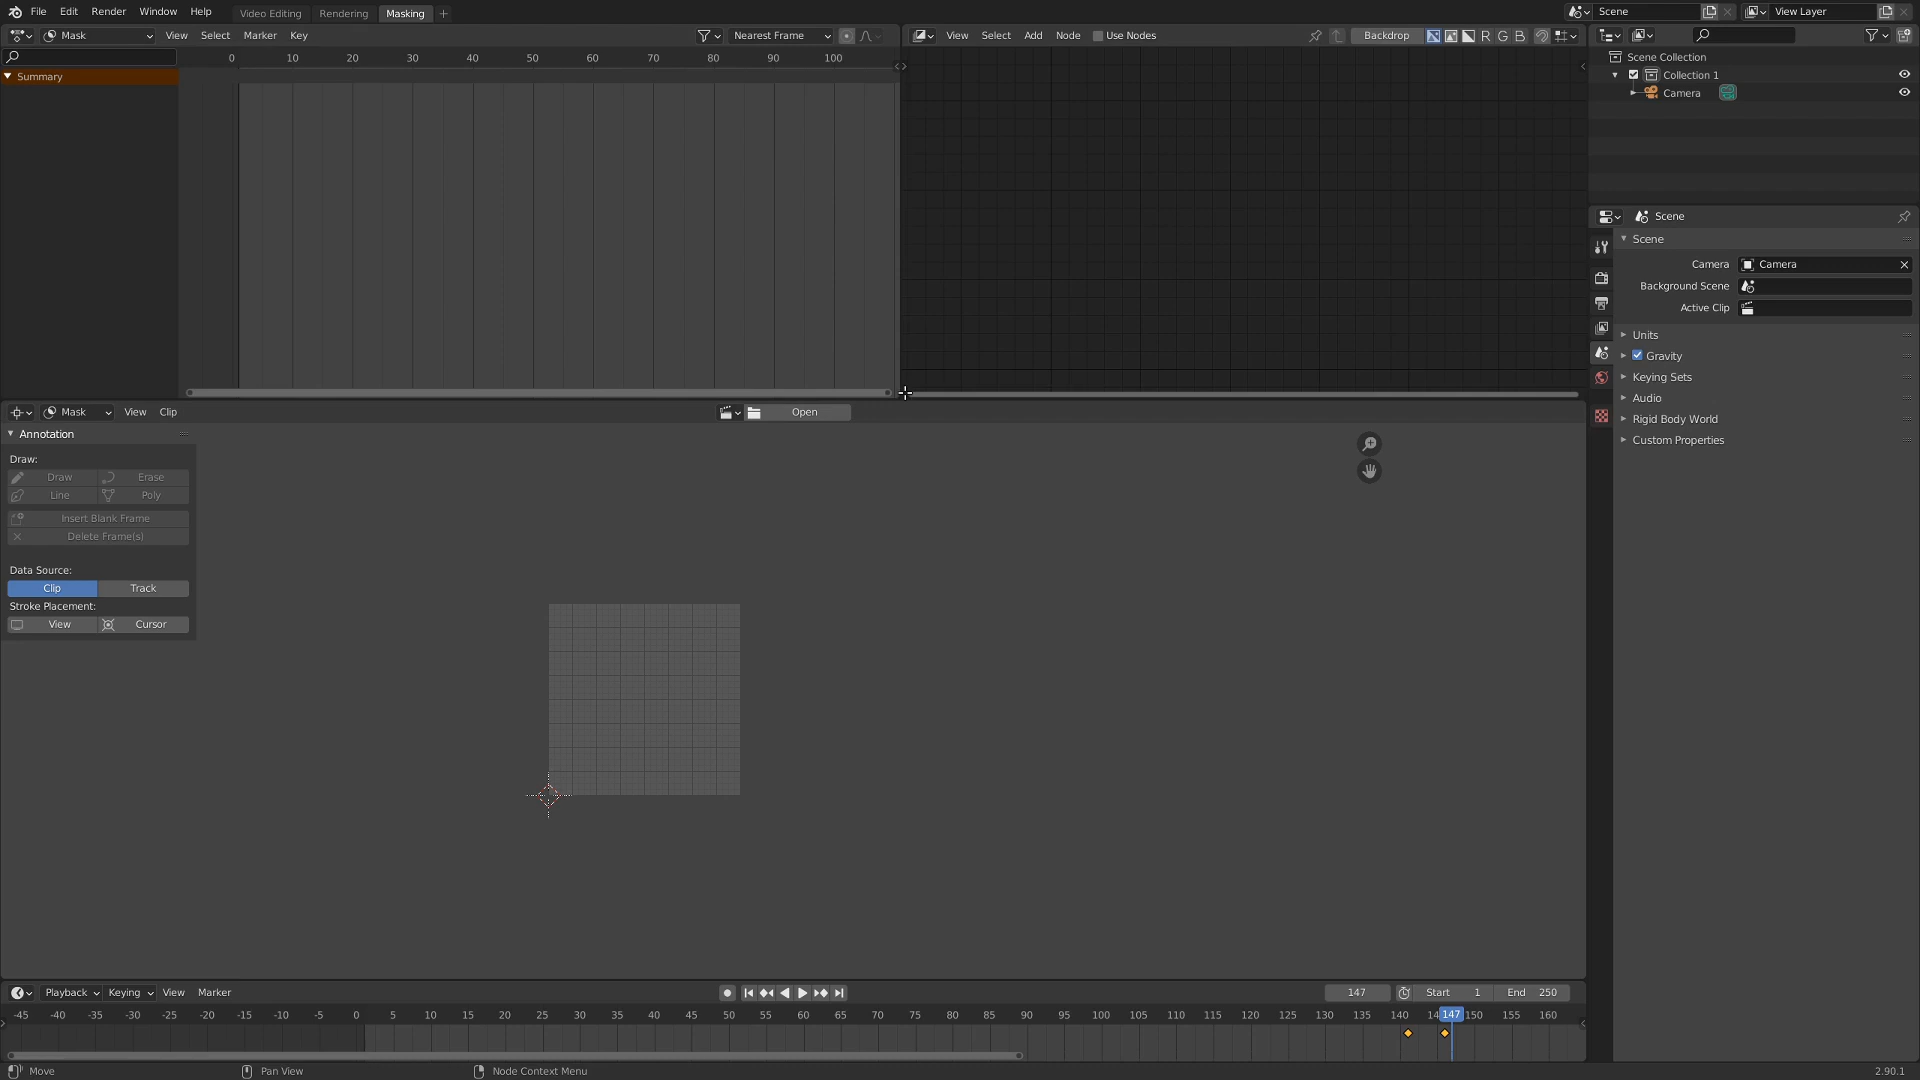 File Edit Render Window Help Video Editing Rendering Masking + Scene View Layer
Mask View Select Marker Key Nearest Frame View Select Add Node Use Nodes Backdrop R G B
0 10 20 30 40 50 60 70 80 90 100
Summary
Scene Collection
Collection 1
Camera
Scene
Scene
Camera Camera
Background Scene
Active Clip
Units
Gravity
Keying Sets
Audio
Rigid Body World
Custom Properties
Mask View Clip Open
Annotation
Draw:
Draw Erase
Line Poly
Insert Blank Frame
Delete Frame(s)
Data Source:
Clip Track
Stroke Placement:
View Cursor
Playback Keying View Marker 147 Start 1 End 250
-45 -40 -35 -30 -25 -20 -15 -10 -5 0 5 10 15 20 25 30 35 40 45 50 55 60 65 70 75 80 85 90 95 100 105 110 115 120 125 130 135 140 147 150 155 160
Move Pan View Node Context Menu 2.90.1